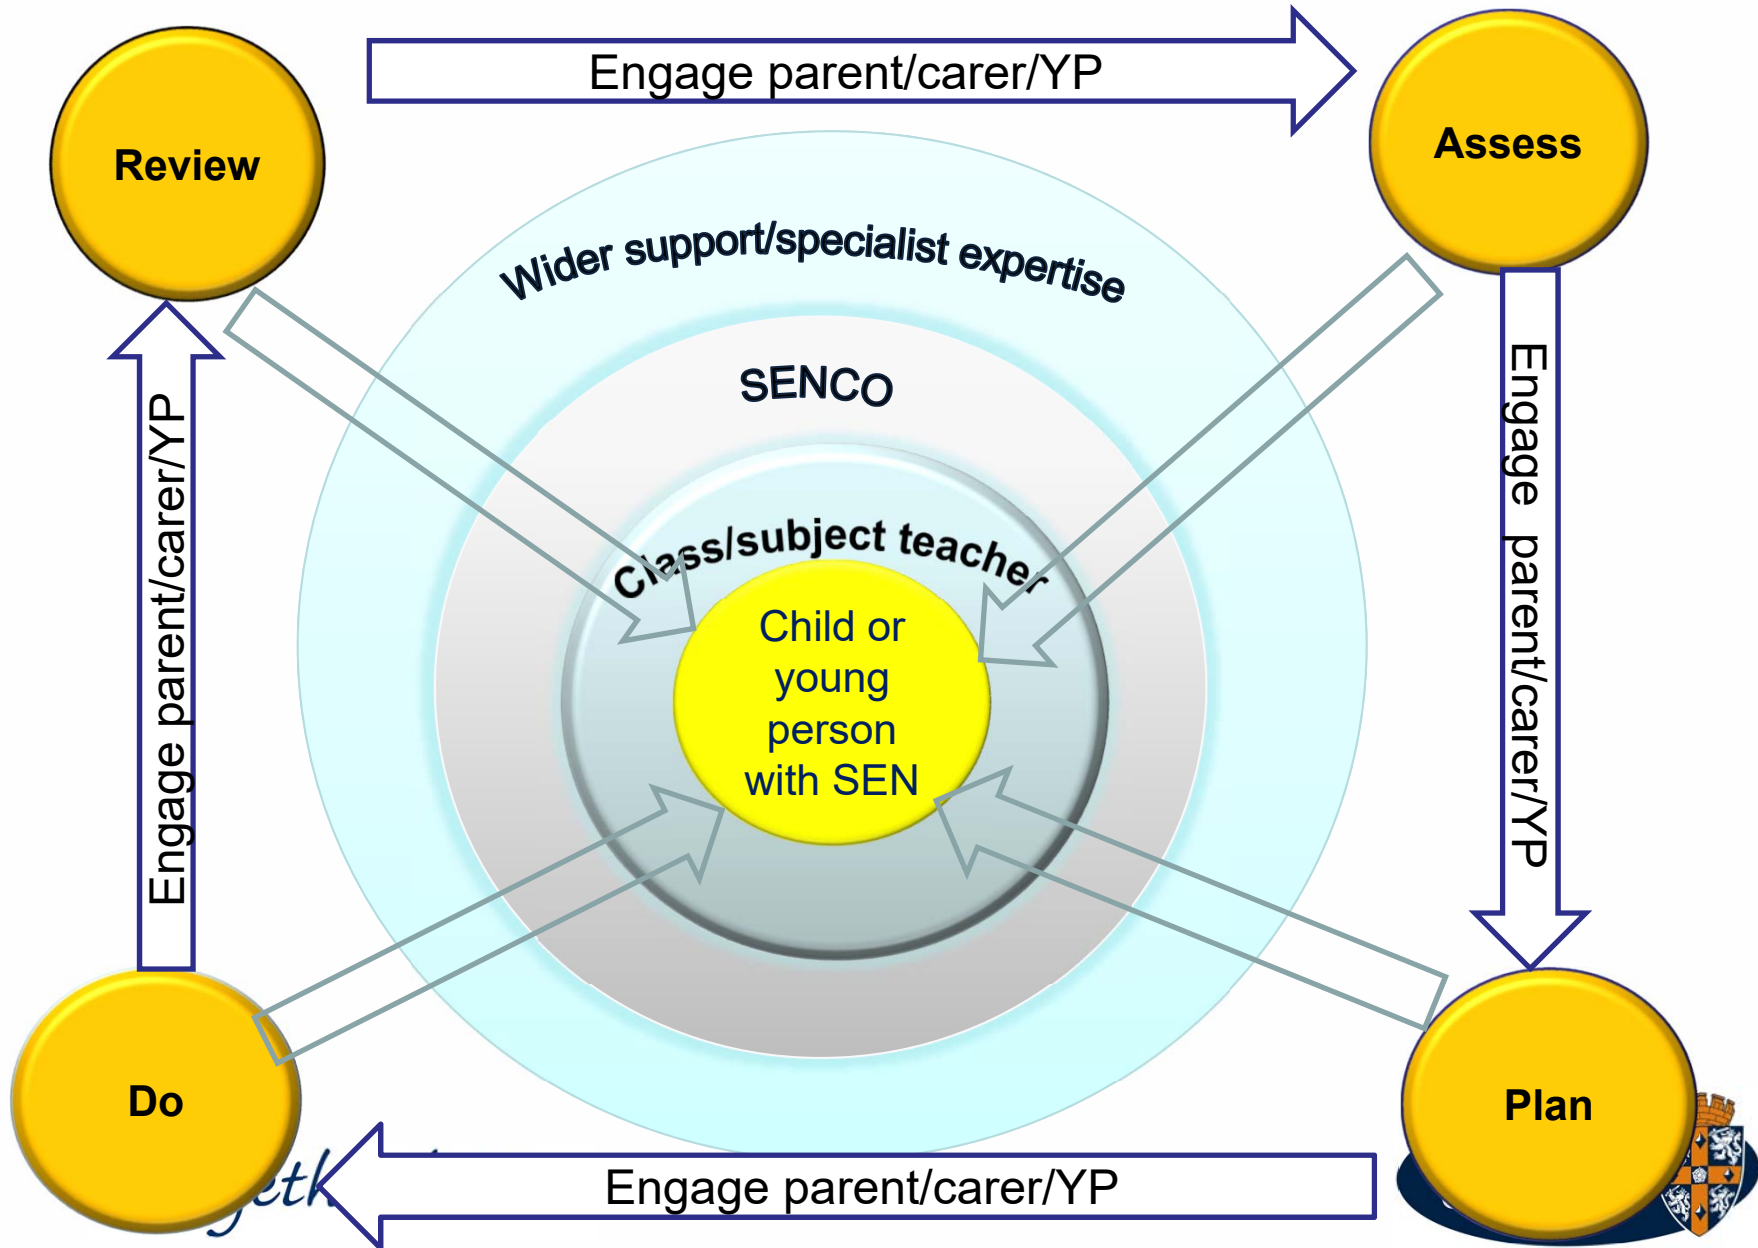 Engage parent/carer/YP
Review
Assess
Wider support/specialist expertise
SENCO
Engage parent/carer/YP
Engage parent/carer/YP
Class/subject teacher
Child or
young
person
with SEN
Do
Plan
Engage parent/carer/YP